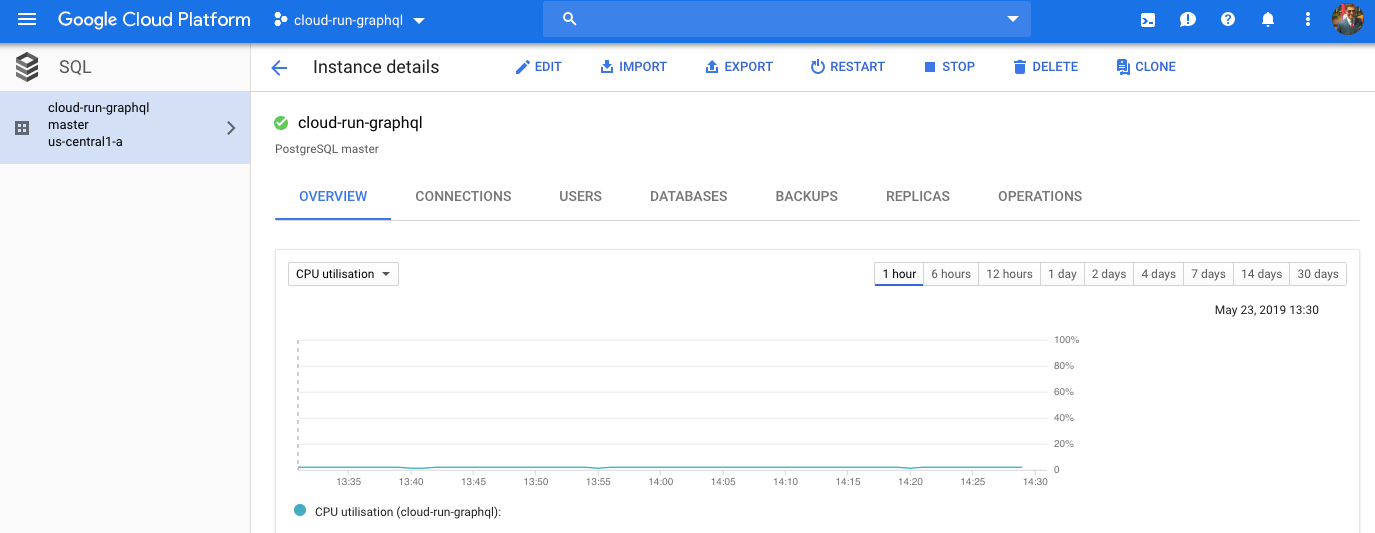 Google Cloud Platform
cloud-run-graphql
SQL
Instance details
EDIT
IMPORT
EXPORT
RESTART
STOP
DELETE
CLONE
cloud-run-graphql
master
us-central1-a
cloud-run-graphql
PostgreSQL master
OVERVIEW
CONNECTIONS
USERS
DATABASES
BACKUPS
REPLICAS
OPERATIONS
CPU utilisation
1 hour
6 hours
12 hours
1 day
2 days
4 days
7 days
14 days
30 days
May 23, 2019 13:30
100%
80%
60%
40%
20%
0
13:35
13:40
13:45
13:50
13:55
14:00
14:05
14:10
14:15
14:20
14:25
14:30
CPU utilisation (cloud-run-graphql):